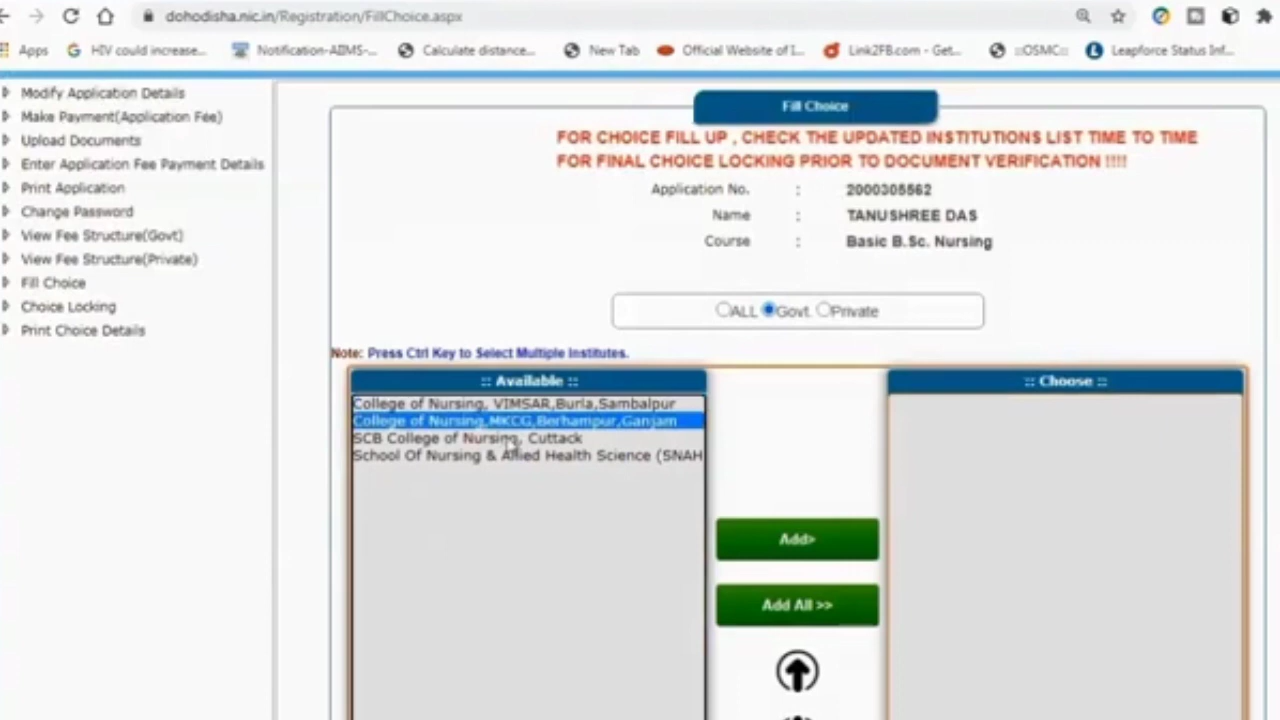 dohodisha.nic.in/Registration/FillChoice.aspx
Apps
HIV could increase...
Notification-AIIMS-...
Calculate distance...
New Tab
Official Website of I...
Link2FB.com - Get...
:::OSMC:::
Leapforce Status Inf...
Modify Application Details
Make Payment(Application Fee)
Upload Documents
Enter Application Fee Payment Details
Print Application
Change Password
View Fee Structure(Govt)
View Fee Structure(Private)
Fill Choice
Choice Locking
Print Choice Details
Fill Choice
FOR CHOICE FILL UP , CHECK THE UPDATED INSTITUTIONS LIST TIME TO TIME
FOR FINAL CHOICE LOCKING PRIOR TO DOCUMENT VERIFICATION !!!!
Application No. : 2000305562
Name : TANUSHREE DAS
Course : Basic B.Sc. Nursing
ALL Govt. Private
Note: Press Ctrl Key to Select Multiple Institutes.
:: Available ::
College of Nursing, VIMSAR,Burla,Sambalpur
College of Nursing,MKCG,Berhampur,Ganjam
SCB College of Nursing, Cuttack
School Of Nursing & Allied Health Science (SNAH
Add>
Add All >>
:: Choose ::